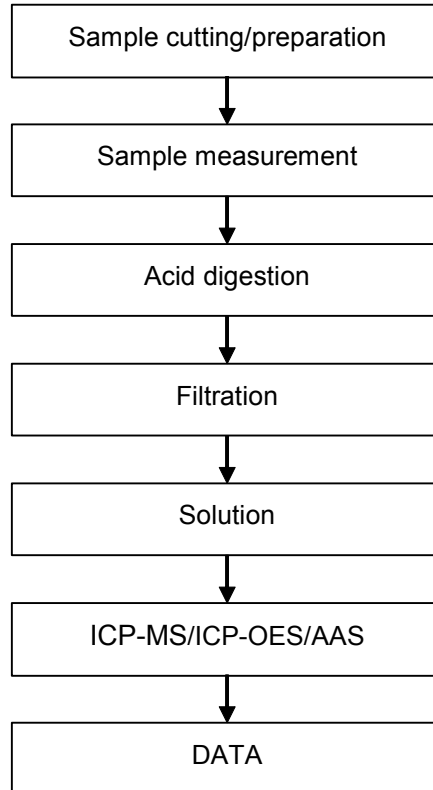 Sample cutting/preparation
Sample measurement
Acid digestion
Filtration
Solution
ICP-MS/ICP-OES/AAS
DATA